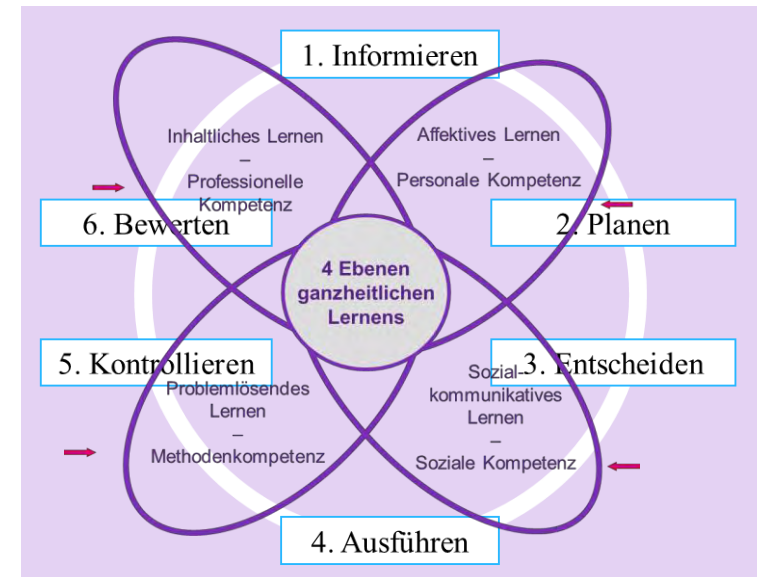 1. Informieren
Inhaltliches Lernen
–
Professionelle
Kompetenz
Affektives Lernen
–
Personale Kompetenz
6. Bewerten
2. Planen
4 Ebenen
ganzheitlichen
Lernens
5. Kontrollieren
3. Entscheiden
Problemlösendes
Lernen
–
Methodenkompetenz
Sozial-
kommunikatives
Lernen
–
Soziale Kompetenz
4. Ausführen